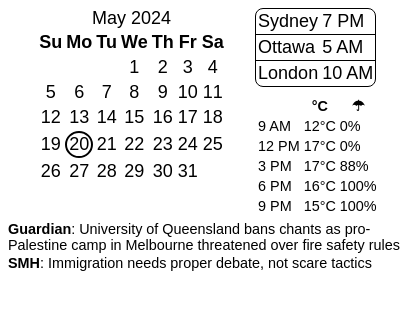 May 2024
Su Mo Tu We Th Fr Sa
1 2 3 4
5 6 7 8 9 10 11
12 13 14 15 16 17 18
19 20 21 22 23 24 25
26 27 28 29 30 31
Sydney 7 PM
Ottawa 5 AM
London 10 AM
°C ☂
9 AM 12°C 0%
12 PM 17°C 0%
3 PM 17°C 88%
6 PM 16°C 100%
9 PM 15°C 100%
Guardian: University of Queensland bans chants as pro-
Palestine camp in Melbourne threatened over fire safety rules
SMH: Immigration needs proper debate, not scare tactics